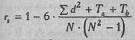 r_s = 1 − 6 · (Σ d² + T_a + T_b) / (N · (N² − 1))